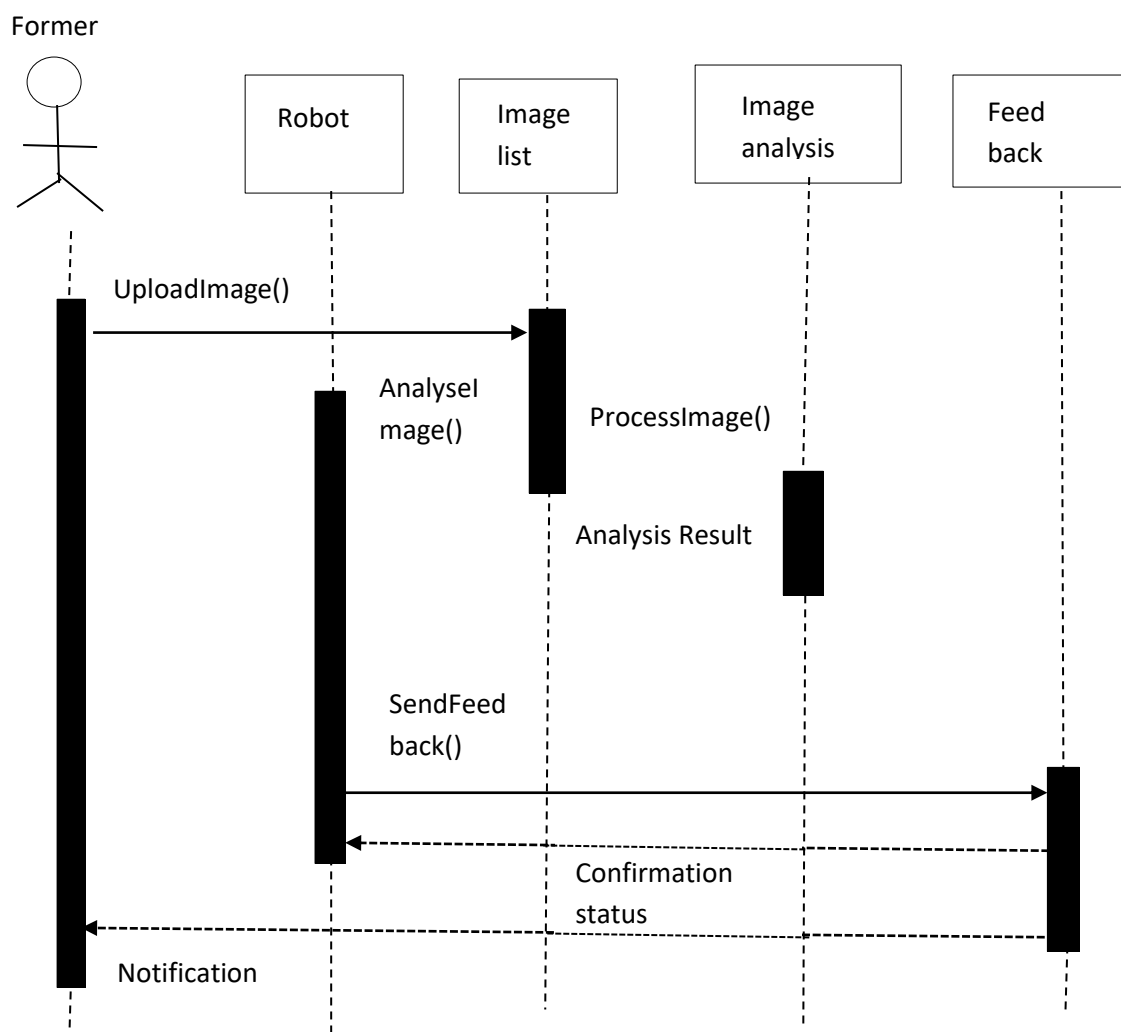 Former
Robot
Image
list
Image
analysis
Feed
back
UploadImage()
AnalyseI
mage()
ProcessImage()
Analysis Result
SendFeed
back()
Confirmation
status
Notification